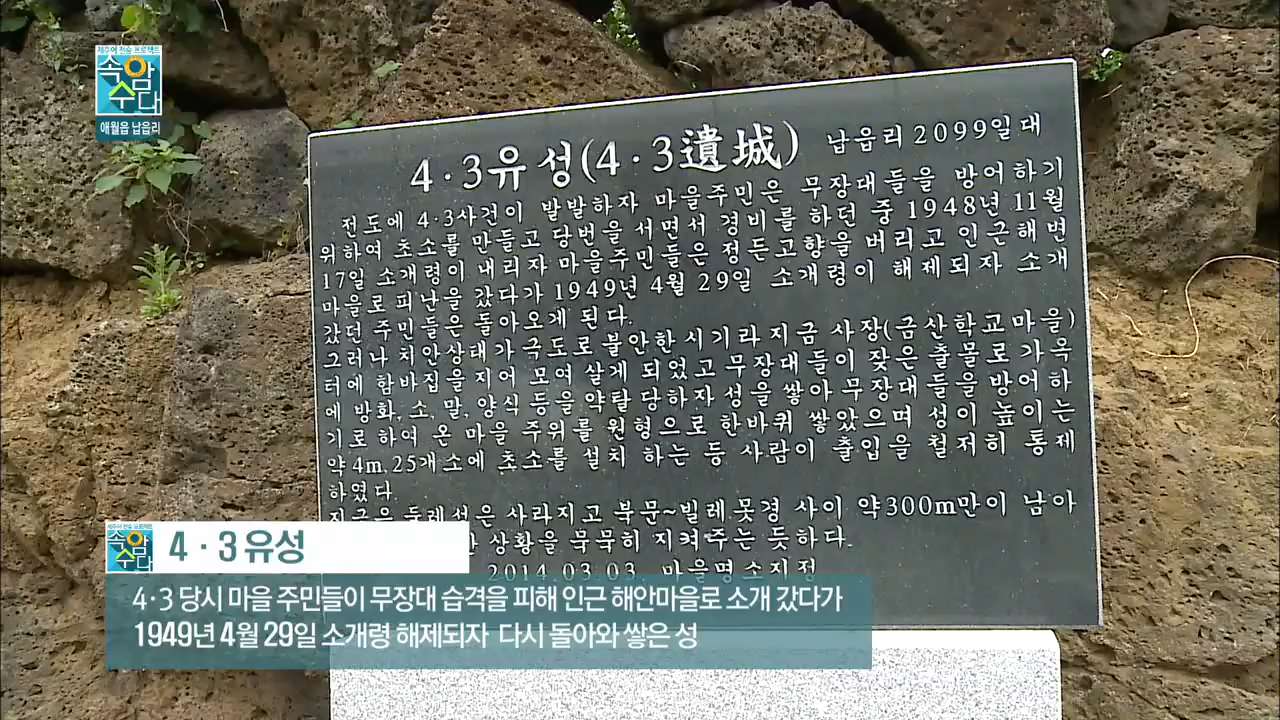 제주어 전승 프로젝트
속암수다
애월읍 납읍리
4·3유성(4·3遺城) 납읍리 2099일대
전도에 4·3사건이 발발하자 마을주민은 무장대들을 방어하기
위하여 초소를 만들고 당번을 서면서 경비를 하던 중 1948년 11월
17일 소개령이 내리자 마을주민들은 정든고향을 버리고 인근해변
마을로 피난을 갔다가 1949년 4월 29일 소개령이 해제되자 소개
갔던 주민들은 돌아오게 된다.
그러나 치안상태가 극도로 불안한 시기라 지금 사장(금산학교마을)
터에 함바집을 지어 모여 살게 되었고 무장대들이 잦은 출몰로 가옥
에 방화, 소, 말, 양식 등을 약탈 당하자 성을 쌓아 무장대들을 방어하
기로 하여 온 마을 주위를 원형으로 한바퀴 쌓았으며 성이 높이는
약 4m, 25개소에 초소를 설치 하는 등 사람이 출입을 철저히 통제
하였다.
지금은 둘레성은 사라지고 북문~빌레못경 사이 약300m만이 남아
상황을 묵묵히 지켜주는 듯하다.
2014.03.03. 마을명소지정
제주어 전승 프로젝트
속암수다
4·3유성
4·3 당시 마을 주민들이 무장대 습격을 피해 인근 해안마을로 소개 갔다가
1949년 4월 29일 소개령 해제되자 다시 돌아와 쌓은 성